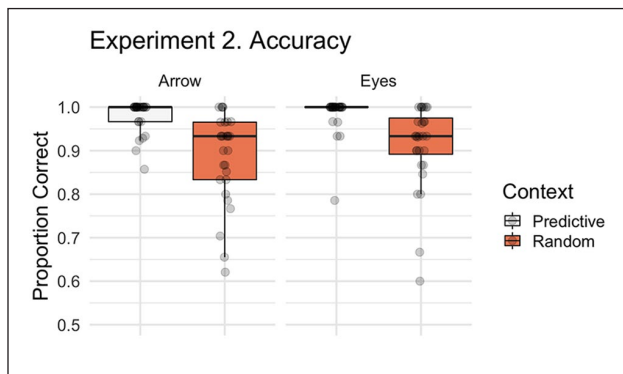 Experiment 2. Accuracy
Arrow
Eyes
Proportion Correct
1.0
0.9
0.8
0.7
0.6
0.5
Context
Predictive
Random